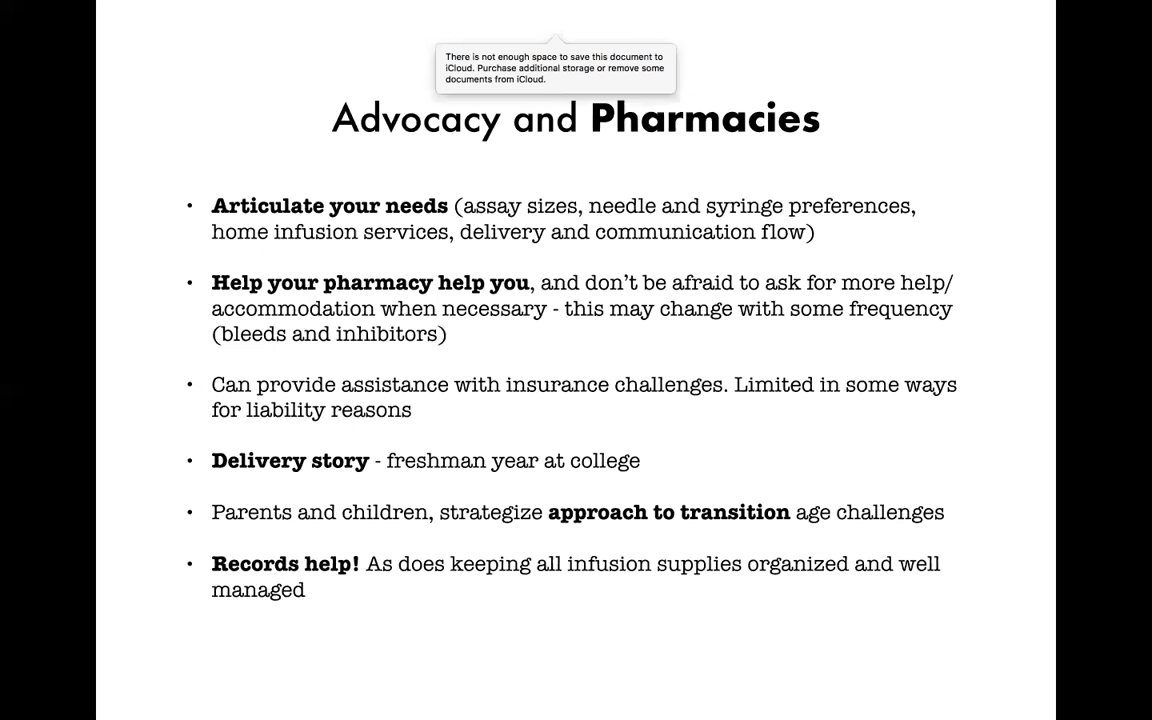 There is not enough space to save this document to
iCloud. Purchase additional storage or remove some
documents from iCloud.
Advocacy and Pharmacies
• Articulate your needs (assay sizes, needle and syringe preferences,
home infusion services, delivery and communication flow)
• Help your pharmacy help you, and don’t be afraid to ask for more help/
accommodation when necessary - this may change with some frequency
(bleeds and inhibitors)
• Can provide assistance with insurance challenges. Limited in some ways
for liability reasons
• Delivery story - freshman year at college
• Parents and children, strategize approach to transition age challenges
• Records help! As does keeping all infusion supplies organized and well
managed